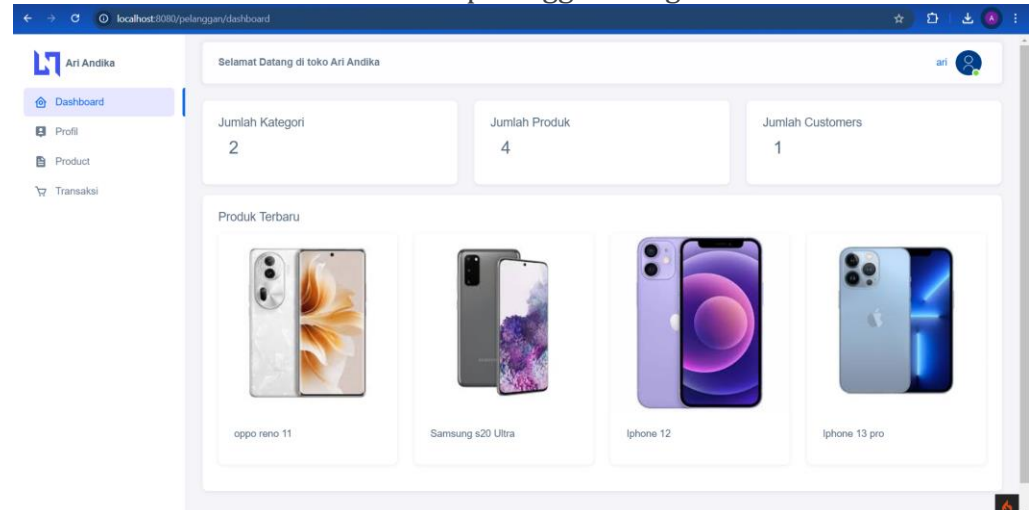 localhost:8080/pelanggan/dashboard
A
Ari Andika
Selamat Datang di toko Ari Andika
ari
Dashboard
Profil
Product
Transaksi
Jumlah Kategori
2
Jumlah Produk
4
Jumlah Customers
1
Produk Terbaru
oppo reno 11
Samsung s20 Ultra
Iphone 12
Iphone 13 pro